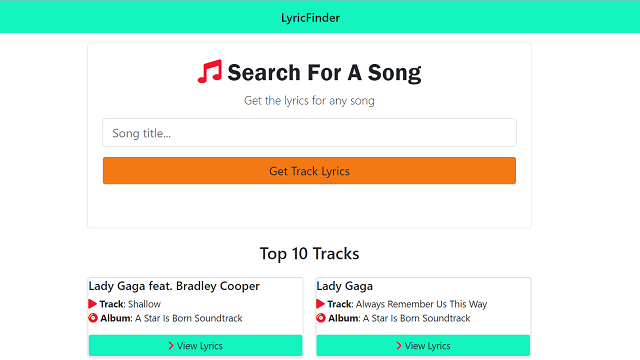 LyricFinder
Search For A Song
Get the lyrics for any song
Song title...
Get Track Lyrics
Top 10 Tracks
Lady Gaga feat. Bradley Cooper
Track: Shallow
Album: A Star Is Born Soundtrack
View Lyrics
Lady Gaga
Track: Always Remember Us This Way
Album: A Star Is Born Soundtrack
View Lyrics